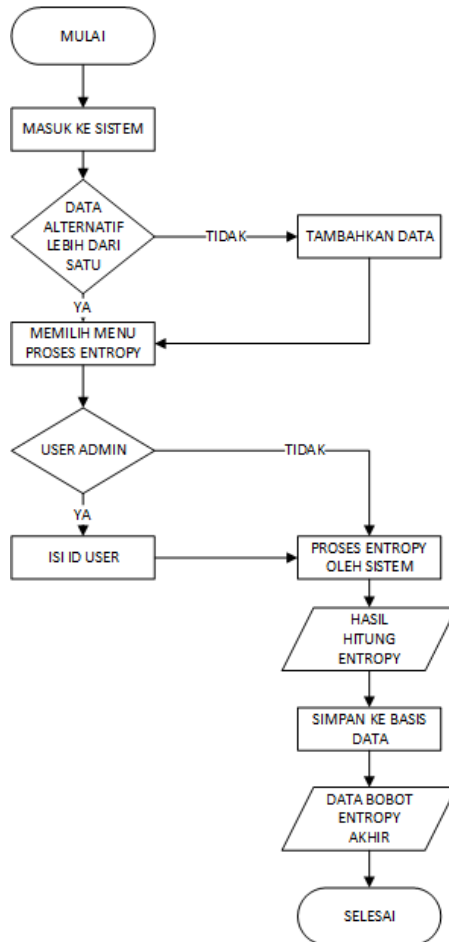 MULAI
MASUK KE SISTEM
DATA
ALTERNATIF
LEBIH DARI
SATU
TIDAK
TAMBAHKAN DATA
YA
MEMILIH MENU
PROSES ENTROPY
USER ADMIN
TIDAK
YA
ISI ID USER
PROSES ENTROPY
OLEH SISTEM
HASIL
HITUNG
ENTROPY
SIMPAN KE BASIS
DATA
DATA BOBOT
ENTROPY
AKHIR
SELESAI